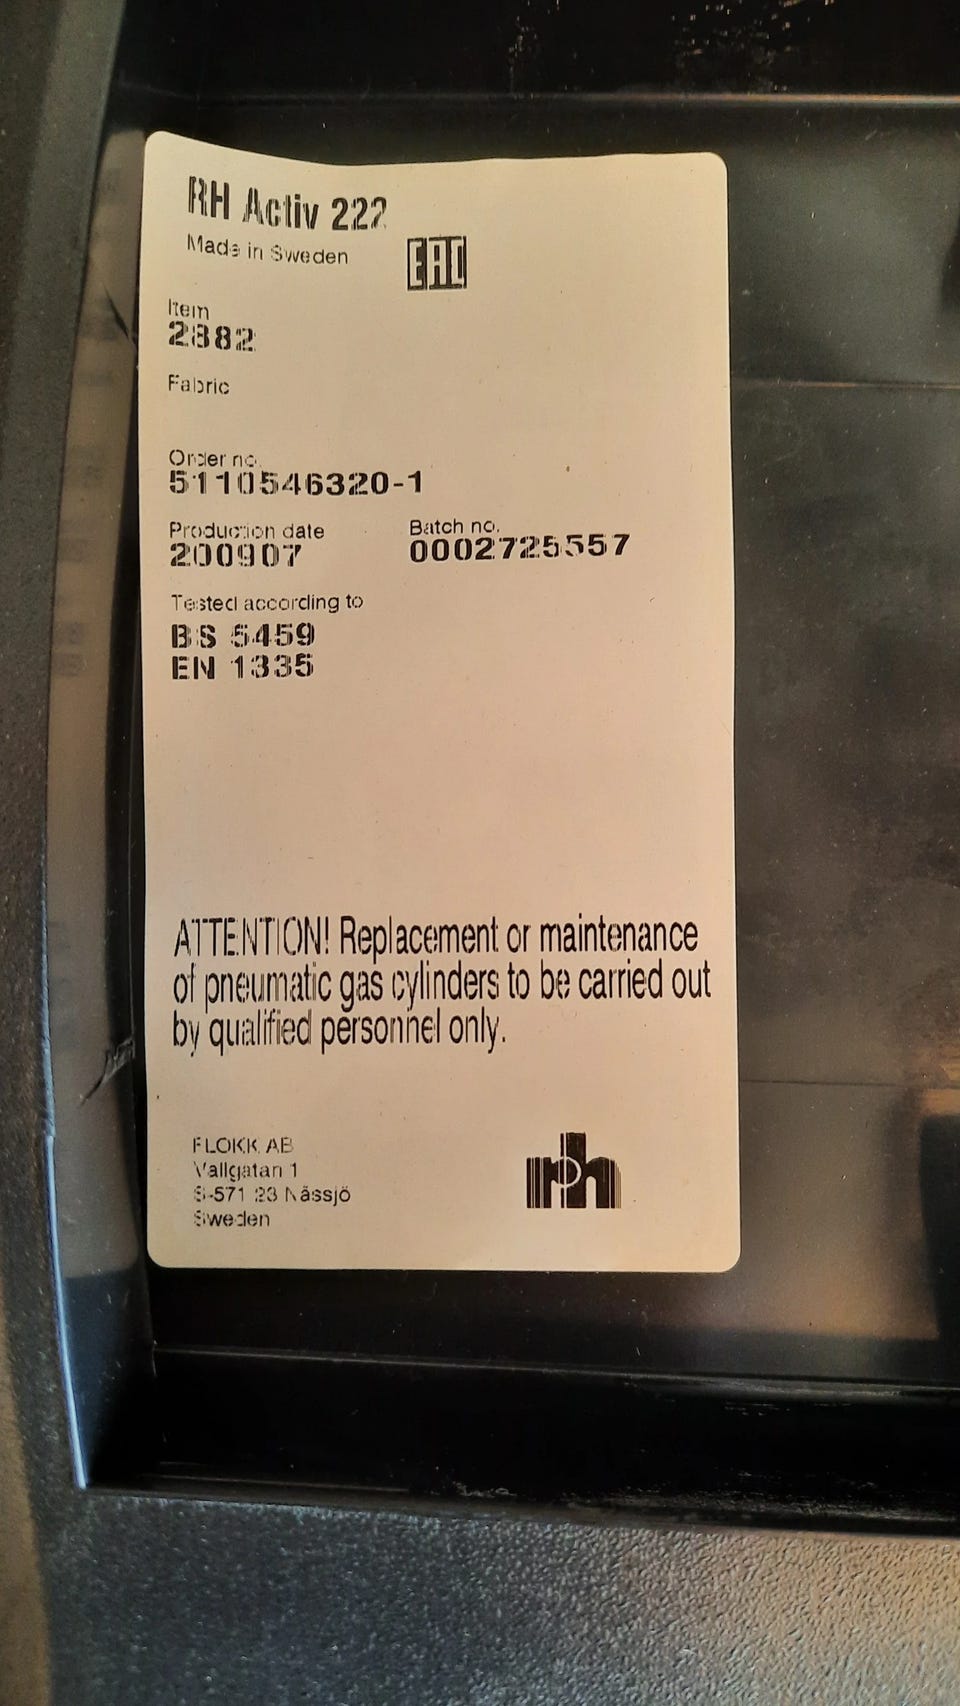 RH Activ 222
Made in Sweden
EAC
Item
2882
Fabric
Order no.
5110546320-1
Production date
200907
Batch no.
0002725557
Tested according to
BS 5459
EN 1335
ATTENTION! Replacement or maintenance
of pneumatic gas cylinders to be carried out
by qualified personnel only.
FLOKK AB
Vallgatan 1
S-571 23 Nässjö
Sweden
rh